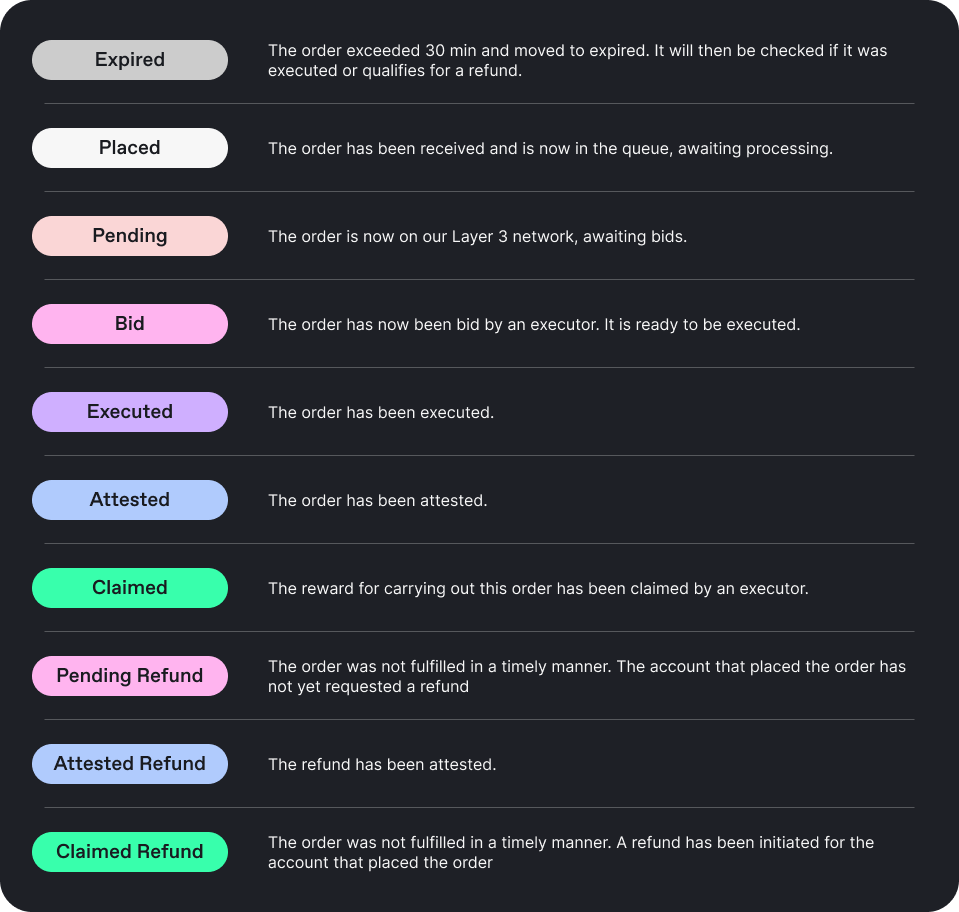 Expired
The order exceeded 30 min and moved to expired. It will then be checked if it was
executed or qualifies for a refund.
Placed
The order has been received and is now in the queue, awaiting processing.
Pending
The order is now on our Layer 3 network, awaiting bids.
Bid
The order has now been bid by an executor. It is ready to be executed.
Executed
The order has been executed.
Attested
The order has been attested.
Claimed
The reward for carrying out this order has been claimed by an executor.
Pending Refund
The order was not fulfilled in a timely manner. The account that placed the order has
not yet requested a refund
Attested Refund
The refund has been attested.
Claimed Refund
The order was not fulfilled in a timely manner. A refund has been initiated for the
account that placed the order